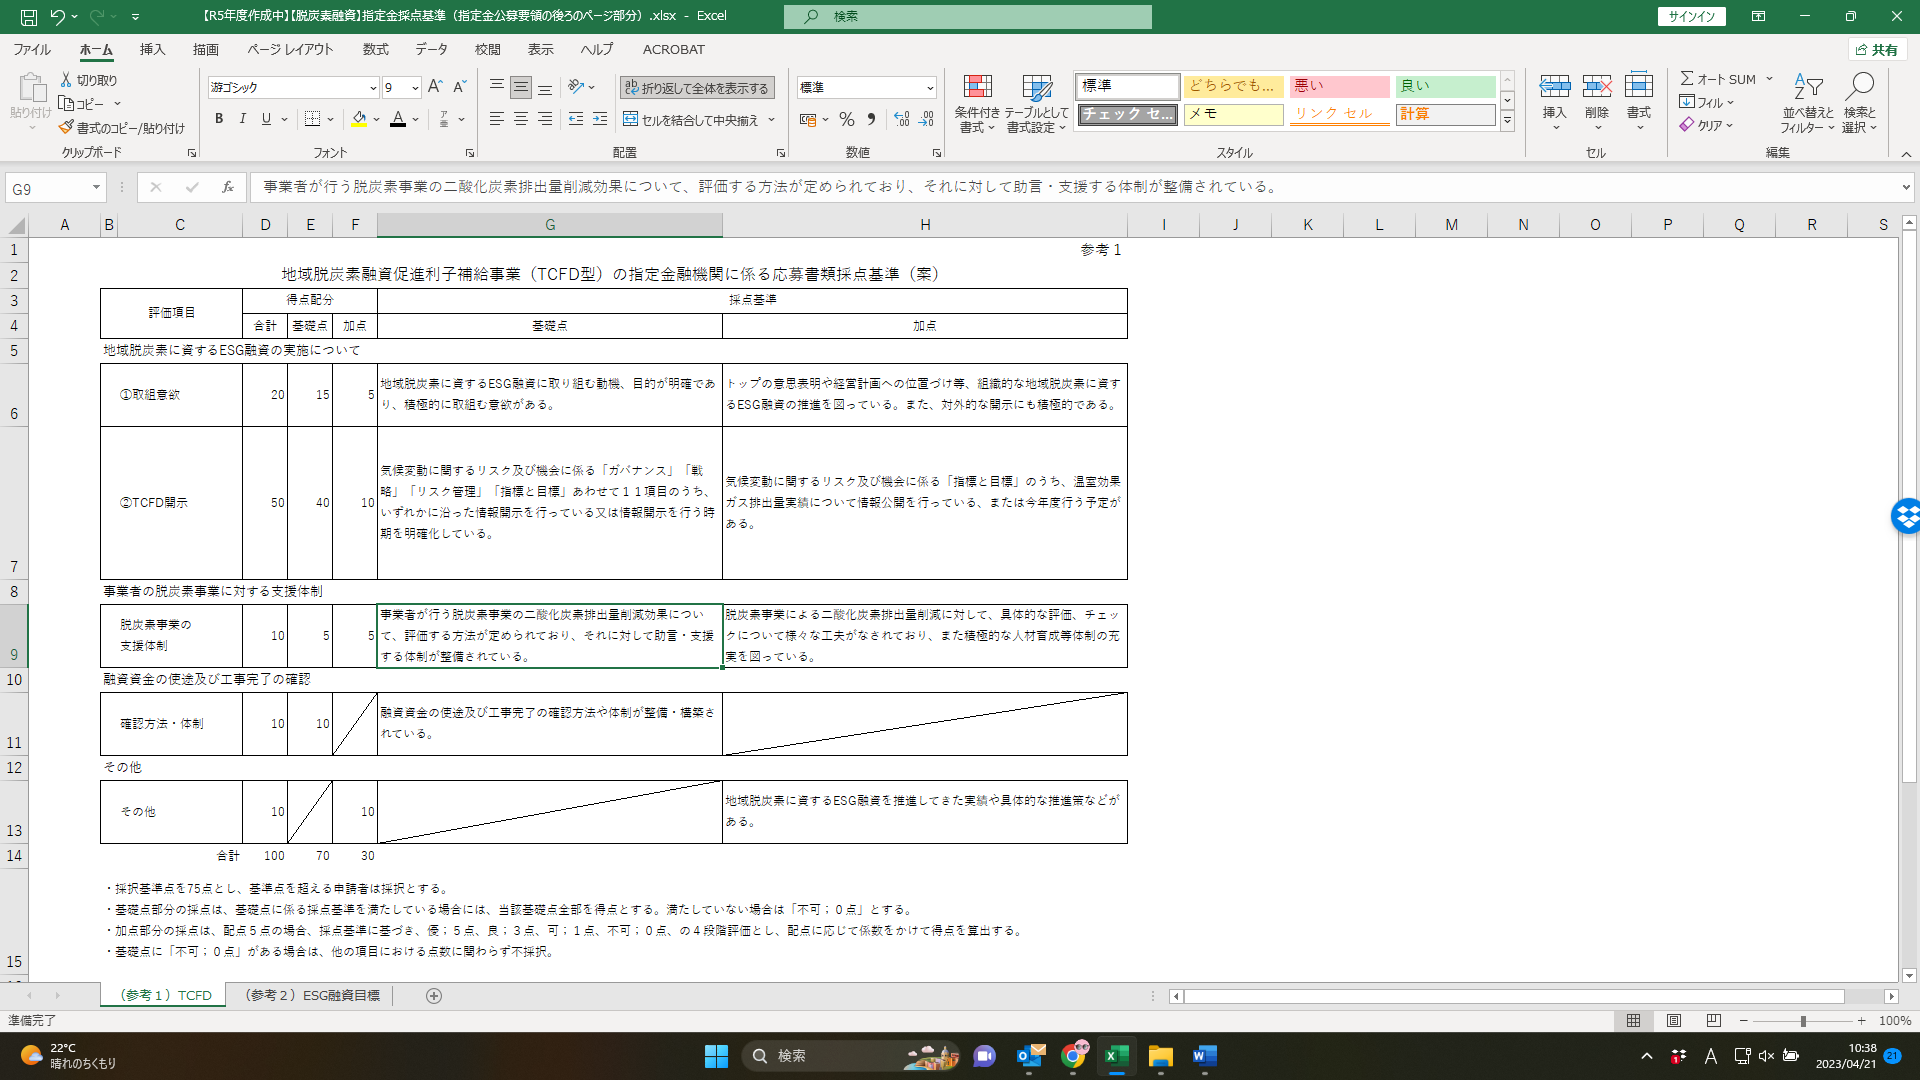 【R5年度作成中】【脱炭素融資】指定金採点基準（指定金公募要領の後ろのページ部分）.xlsx - Excel
検索
サインイン
ファイル ホーム 挿入 描画 ページ レイアウト 数式 データ 校閲 表示 ヘルプ ACROBAT
共有
貼り付け
切り取り
コピー
書式のコピー/貼り付け
クリップボード
游ゴシック 9
B I U
フォント
折り返して全体を表示する
セルを結合して中央揃え
配置
標準
数値
条件付き書式
テーブルとして書式設定
標準 どちらでも... 悪い 良い
チェック セ... メモ リンク セル 計算
スタイル
挿入 削除 書式
セル
オート SUM
フィル
クリア
並べ替えとフィルター
検索と選択
編集
G9
fx
事業者が行う脱炭素事業の二酸化炭素排出量削減効果について、評価する方法が定められており、それに対して助言・支援する体制が整備されている。
A B C D E F G H I J K L M N O P Q R S
1 参考１
2 地域脱炭素融資促進利子補給事業（TCFD型）の指定金融機関に係る応募書類採点基準（案）
3 評価項目 得点配分 採点基準
4 合計 基礎点 加点 基礎点 加点
5 地域脱炭素に資するESG融資の実施について
6 ①取組意欲 20 15 5
地域脱炭素に資するESG融資に取り組む動機、目的が明確であ
り、積極的に取組む意欲がある。
トップの意思表明や経営計画への位置づけ等、組織的な地域脱炭素に資す
るESG融資の推進を図っている。また、対外的な開示にも積極的である。
7 ②TCFD開示 50 40 10
気候変動に関するリスク及び機会に係る「ガバナンス」「戦
略」「リスク管理」「指標と目標」あわせて１１項目のうち、
いずれかに沿った情報開示を行っている又は情報開示を行う時
期を明確化している。
気候変動に関するリスク及び機会に係る「指標と目標」のうち、温室効果
ガス排出量実績について情報公開を行っている、または今年度行う予定が
ある。
8 事業者の脱炭素事業に対する支援体制
9 脱炭素事業の
支援体制 10 5 5
事業者が行う脱炭素事業の二酸化炭素排出量削減効果につい
て、評価する方法が定められており、それに対して助言・支援
する体制が整備されている。
脱炭素事業による二酸化炭素排出量削減に対して、具体的な評価、チェッ
クについて様々な工夫がなされており、また積極的な人材育成等体制の充
実を図っている。
10 融資資金の使途及び工事完了の確認
11 確認方法・体制 10 10
融資資金の使途及び工事完了の確認方法や体制が整備・構築さ
れている。
12 その他
13 その他 10 10
地域脱炭素に資するESG融資を推進してきた実績や具体的な推進策などが
ある。
14 合計 100 70 30
15
・採択基準点を75点とし、基準点を超える申請者は採択とする。
・基礎点部分の採点は、基礎点に係る採点基準を満たしている場合には、当該基礎点全部を得点とする。満たしていない場合は「不可；０点」とする。
・加点部分の採点は、配点５点の場合、採点基準に基づき、優；５点、良；３点、可；１点、不可；０点、の４段階評価とし、配点に応じて係数をかけて得点を算出する。
・基礎点に「不可；０点」がある場合は、他の項目における点数に関わらず不採択。
（参考１）TCFD （参考２）ESG融資目標
準備完了
100%
22°C
晴れのちくもり
検索
A
10:38
2023/04/21
21